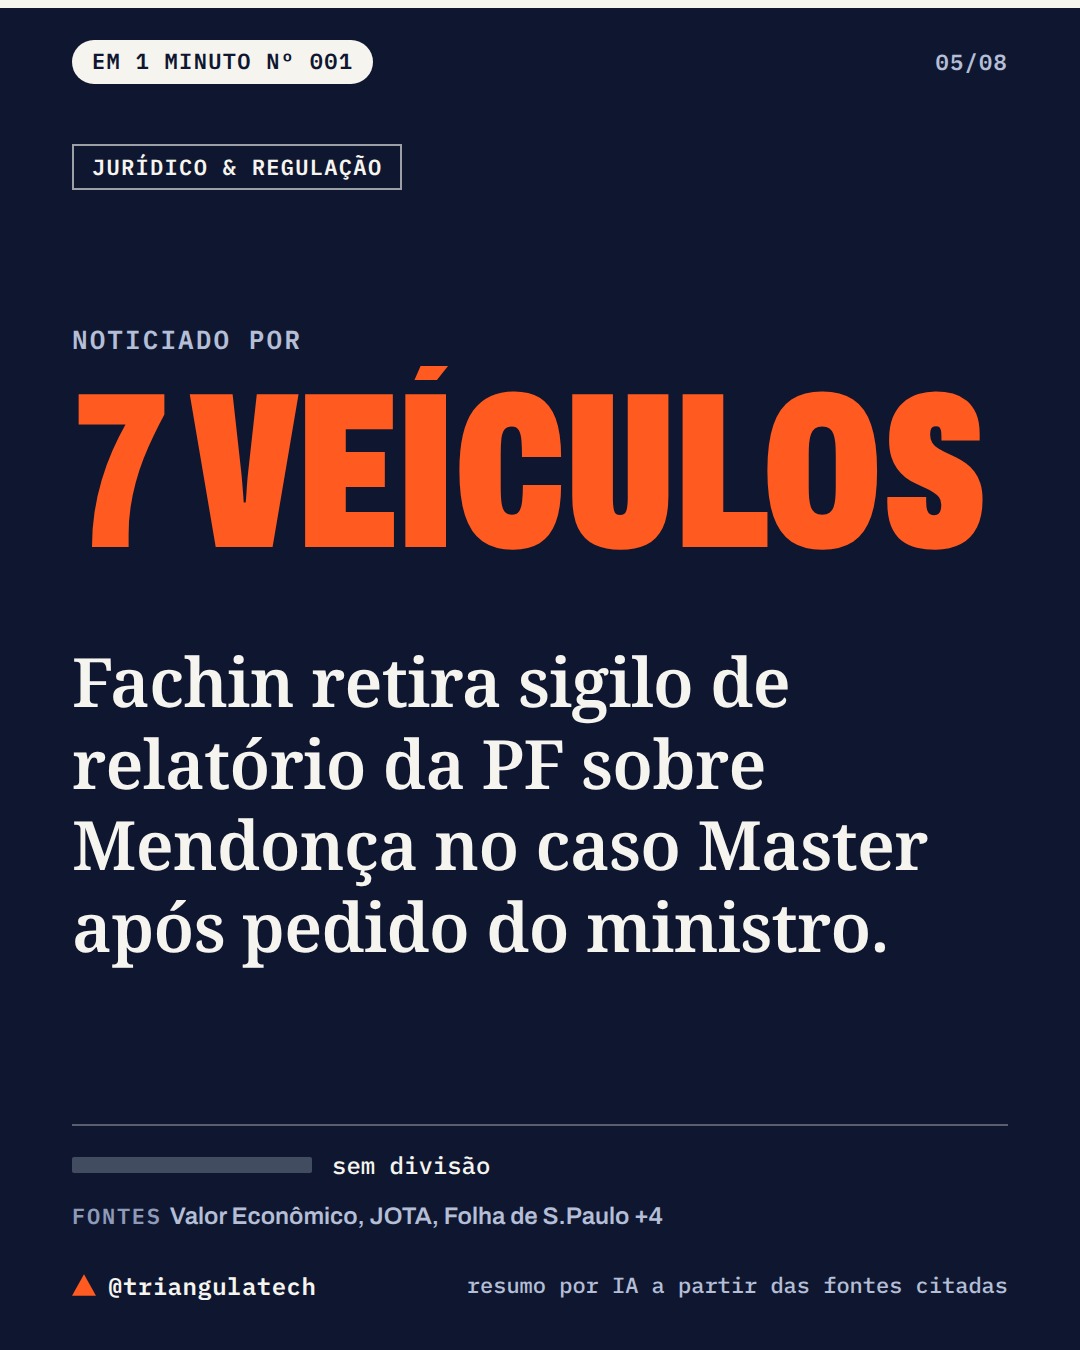 EM 1 MINUTO Nº 001
05/08
JURÍDICO & REGULAÇÃO
NOTICIADO POR
7 VEÍCULOS
Fachin retira sigilo de
relatório da PF sobre
Mendonça no caso Master
após pedido do ministro.
sem divisão
FONTES Valor Econômico, JOTA, Folha de S.Paulo +4
@triangulatech
resumo por IA a partir das fontes citadas